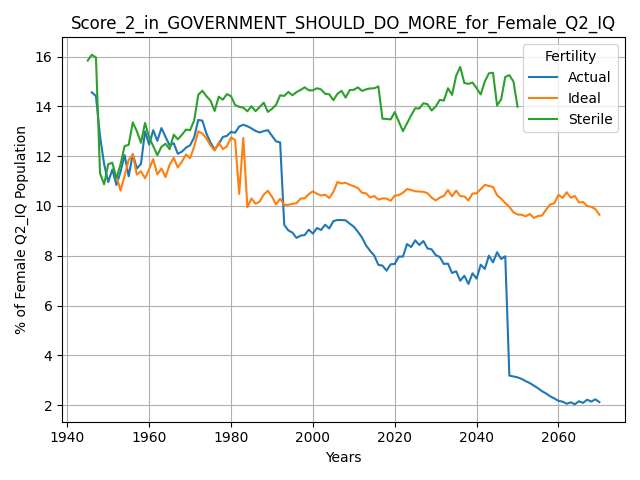 Score_2_in_GOVERNMENT_SHOULD_DO_MORE_for_Female_Q2_IQ
Fertility
Actual
Ideal
Sterile
% of Female Q2_IQ Population
16
14
12
10
8
6
4
2
1940 1960 1980 2000 2020 2040 2060
Years